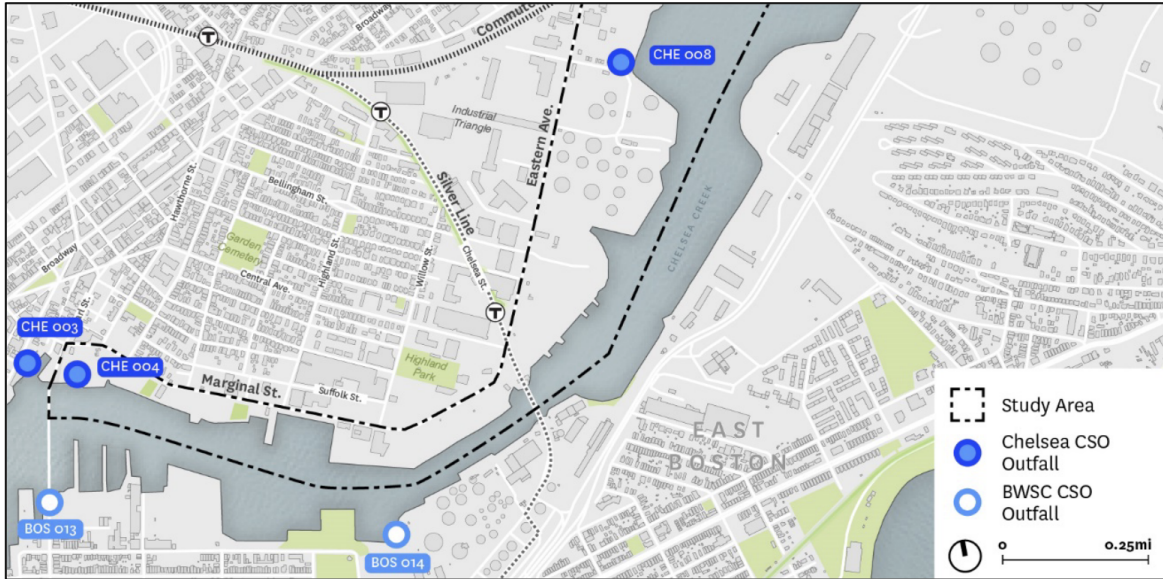 Broadway
Commuter
T
CHE 008
T
Industrial
Triangle
Eastern Ave.
Hawthorne St.
Bellingham St.
Silver Line
CHELSEA CREEK
Garden
Cemetery
Highland St.
Willow St.
Chelsea St.
Broadway
Central Ave.
T
CHE 003
CHE 004
Highland
Park
Marginal St.
Suffolk St.
EAST
BOSTON
BOS 013
BOS 014
Study Area
Chelsea CSO
Outfall
BWSC CSO
Outfall
0
0.25mi